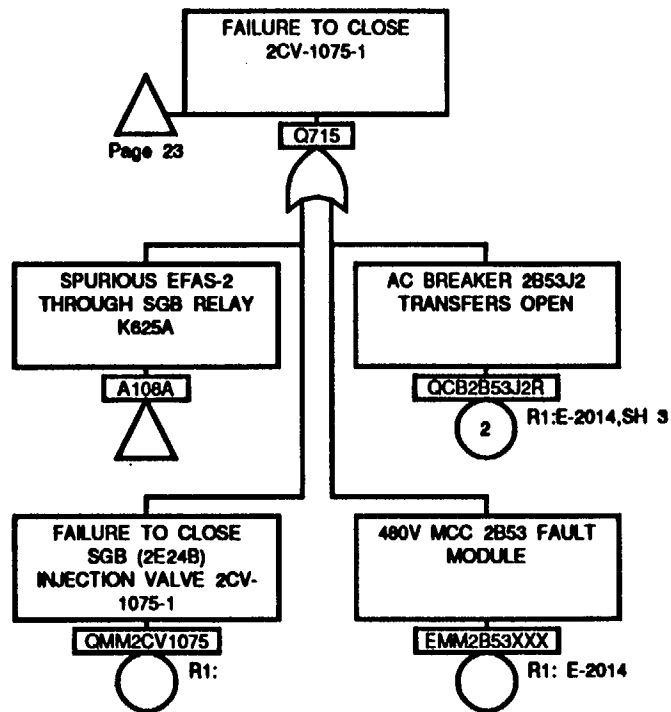 FAILURE TO CLOSE
2CV-1075-1
Page 23
Q715
SPURIOUS EFAS-2
THROUGH SGB RELAY
K625A
A108A
AC BREAKER 2B53J2
TRANSFERS OPEN
QCB2B53J2R
2
R1:E-2014,SH 3
FAILURE TO CLOSE
SGB (2E24B)
INJECTION VALVE 2CV-
1075-1
QMM2CV1075
R1:
480V MCC 2B53 FAULT
MODULE
EMM2B53XXX
R1: E-2014